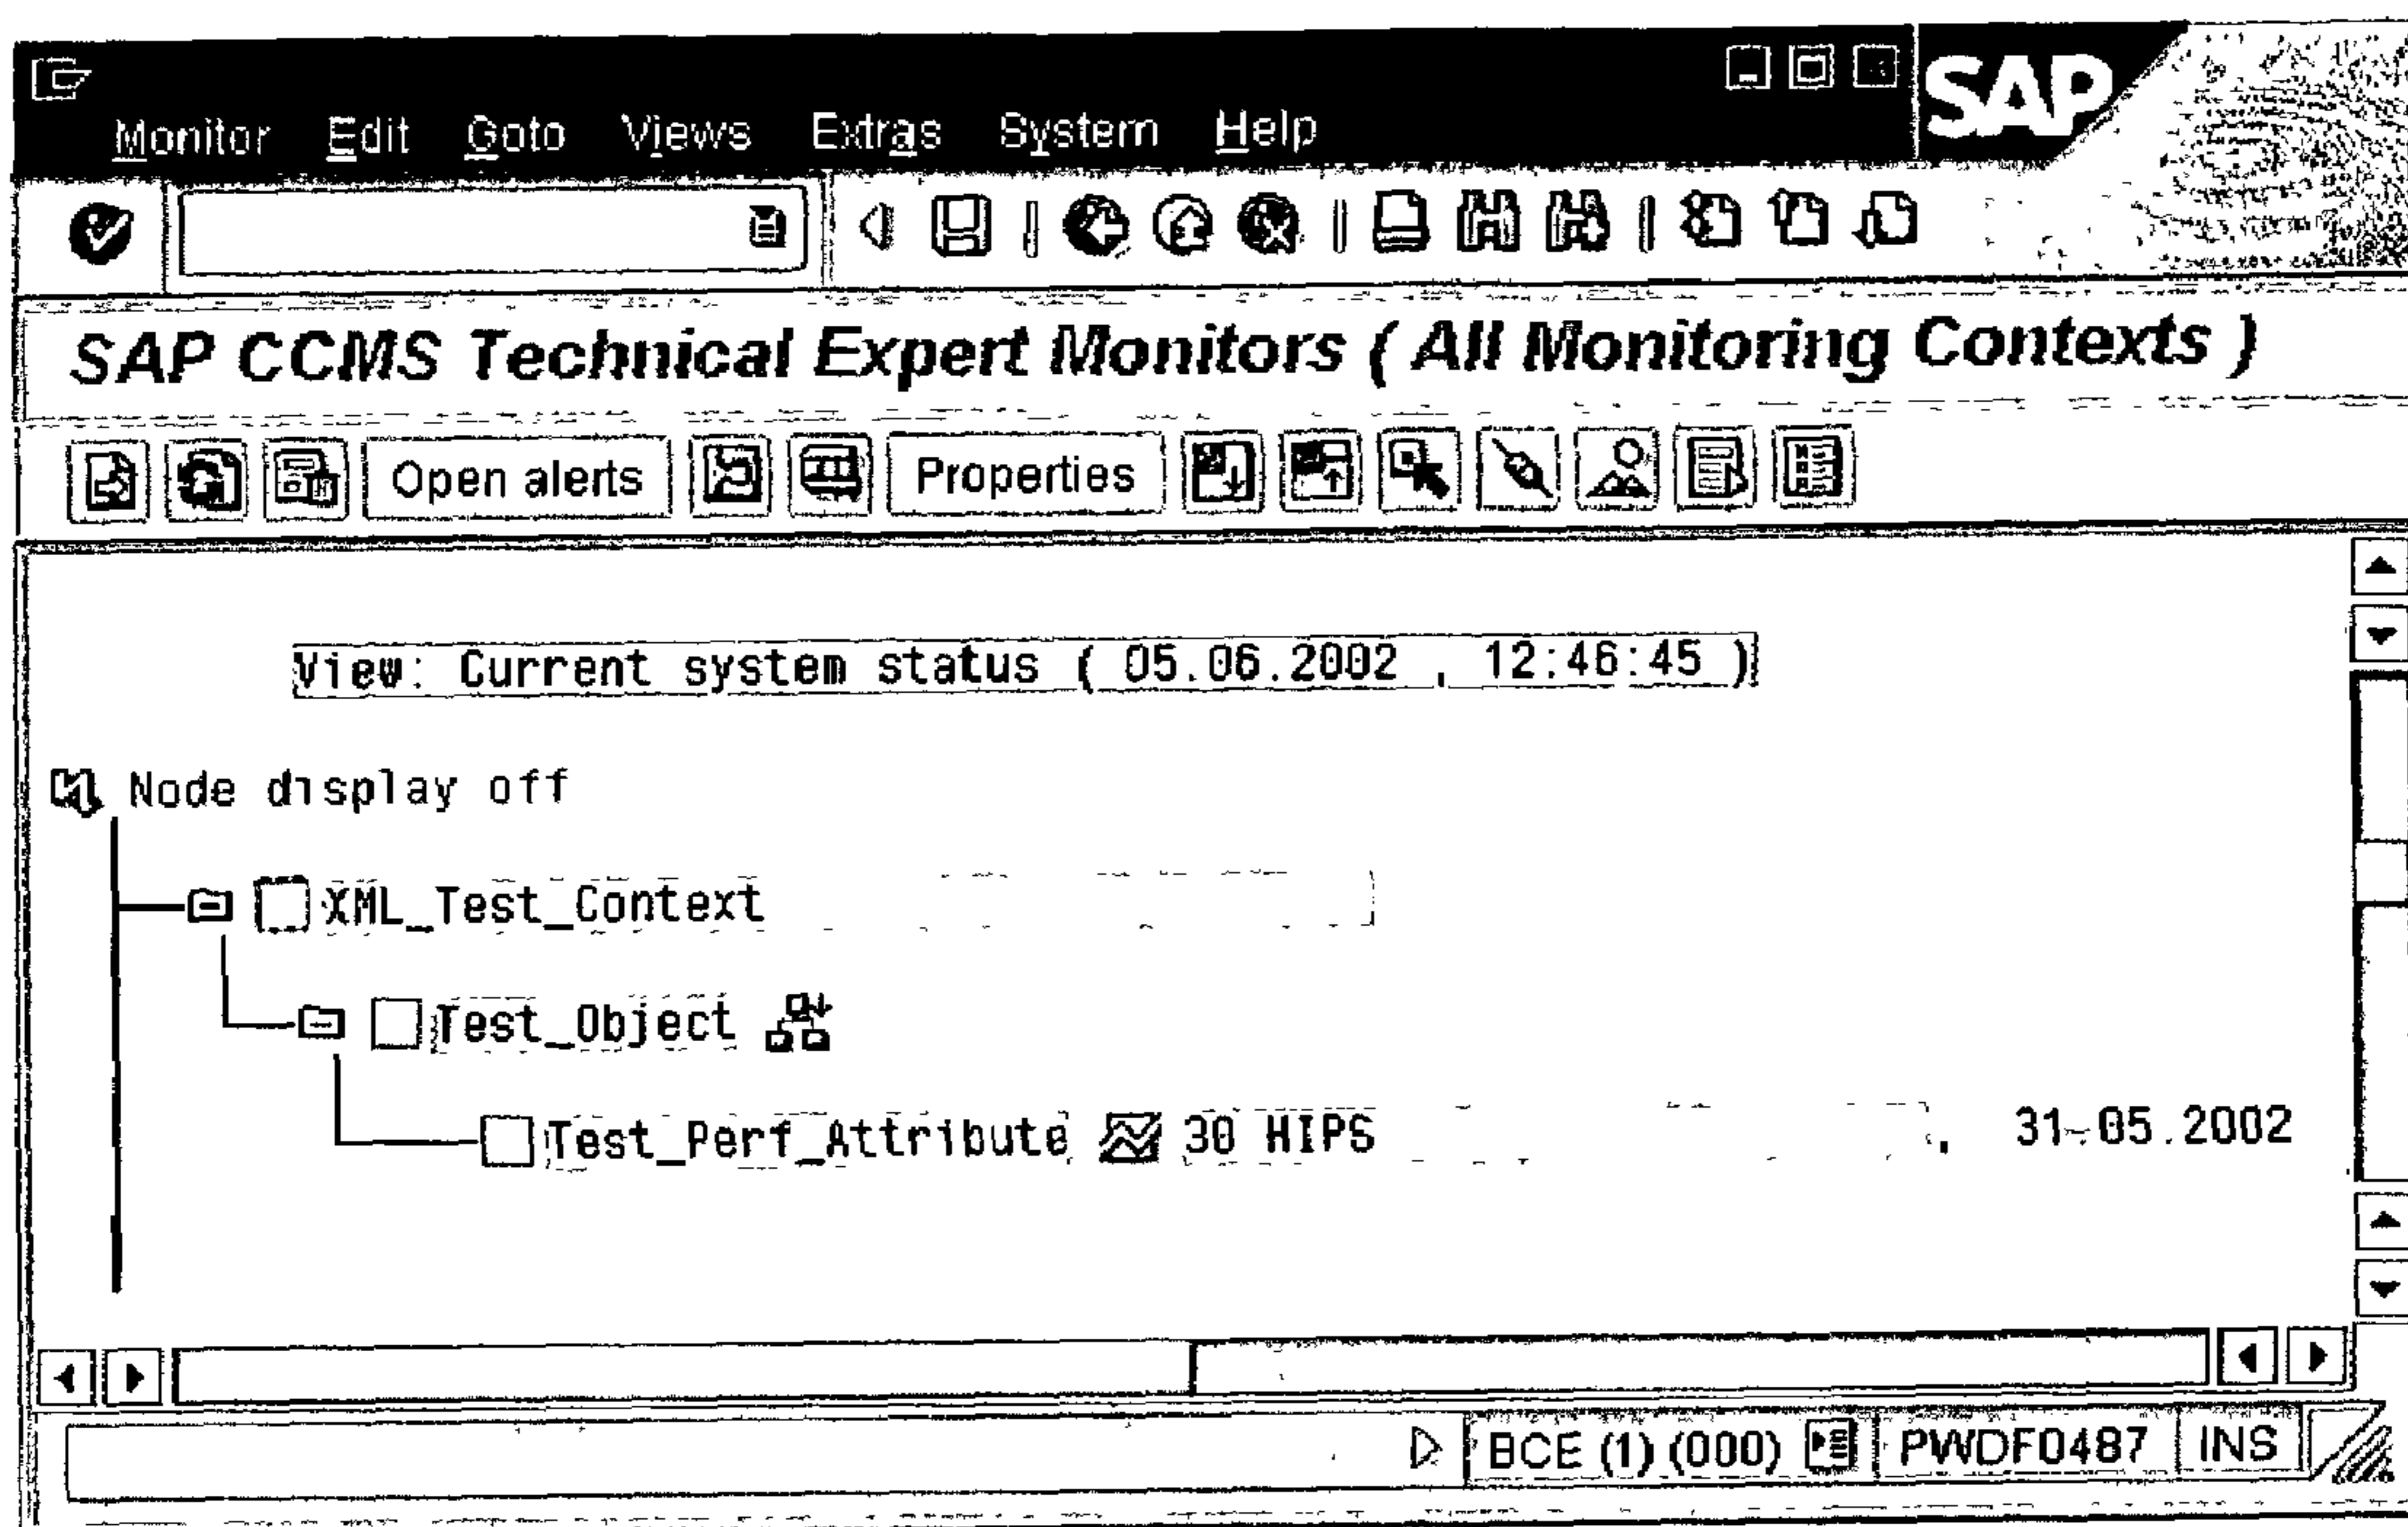 SAP
Monitor Edit Goto Views Extras System Help
SAP CCMS Technical Expert Monitors ( All Monitoring Contexts )
Open alerts Properties
View: Current system status ( 05.06.2002 , 12:46:45 )
Node display off
XML_Test_Context
Test_Object
Test_Perf_Attribute 30 HIPS , 31.05.2002
BCE (1) (000) PWDF0487 INS